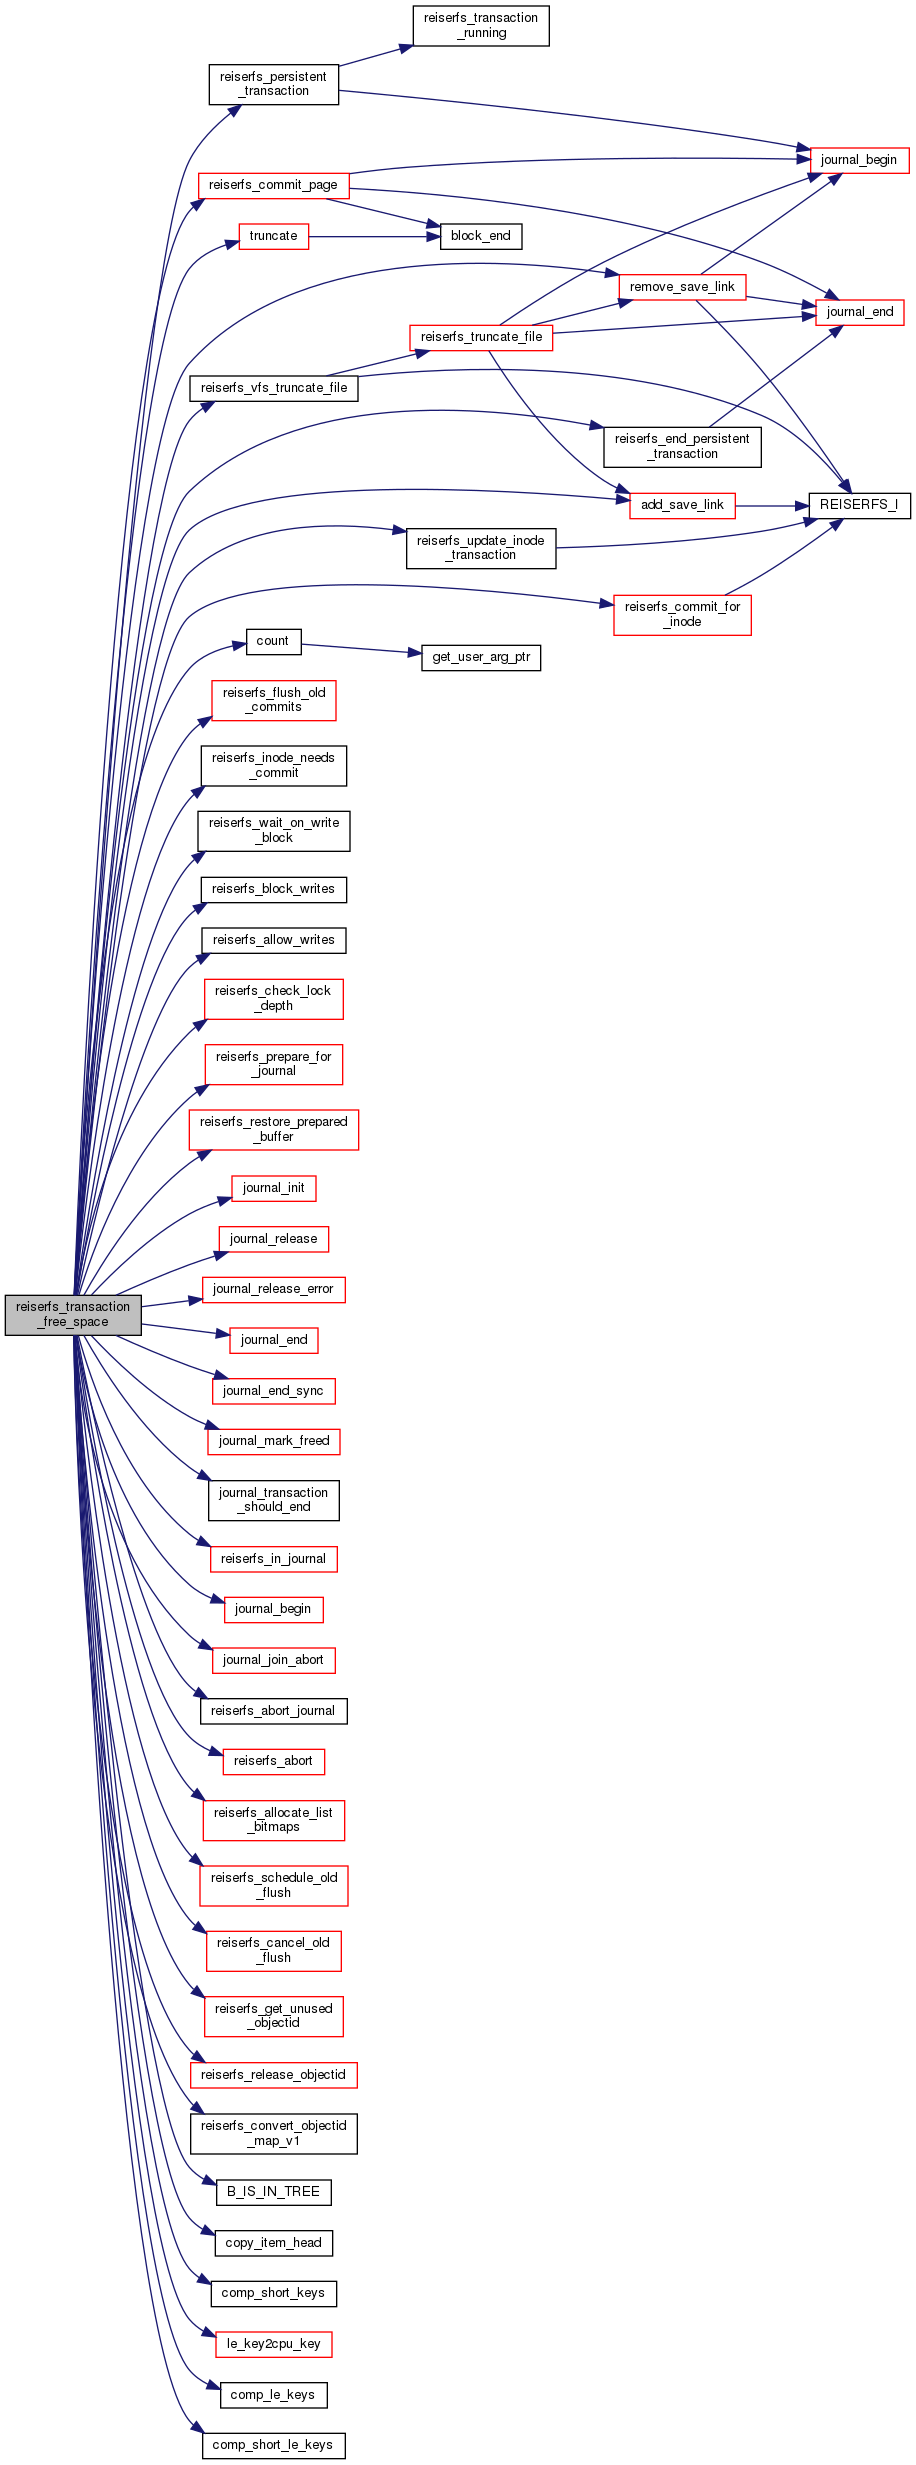 reiserfs_transaction
_running
reiserfs_persistent
_transaction
journal_begin
reiserfs_commit_page
truncate
block_end
remove_save_link
journal_end
reiserfs_truncate_file
reiserfs_vfs_truncate_file
reiserfs_end_persistent
_transaction
add_save_link
REISERFS_I
reiserfs_update_inode
_transaction
reiserfs_commit_for
_inode
count
get_user_arg_ptr
reiserfs_flush_old
_commits
reiserfs_inode_needs
_commit
reiserfs_wait_on_write
_block
reiserfs_block_writes
reiserfs_allow_writes
reiserfs_check_lock
_depth
reiserfs_prepare_for
_journal
reiserfs_restore_prepared
_buffer
journal_init
journal_release
journal_release_error
reiserfs_transaction
_free_space
journal_end
journal_end_sync
journal_mark_freed
journal_transaction
_should_end
reiserfs_in_journal
journal_begin
journal_join_abort
reiserfs_abort_journal
reiserfs_abort
reiserfs_allocate_list
_bitmaps
reiserfs_schedule_old
_flush
reiserfs_cancel_old
_flush
reiserfs_get_unused
_objectid
reiserfs_release_objectid
reiserfs_convert_objectid
_map_v1
B_IS_IN_TREE
copy_item_head
comp_short_keys
le_key2cpu_key
comp_le_keys
comp_short_le_keys